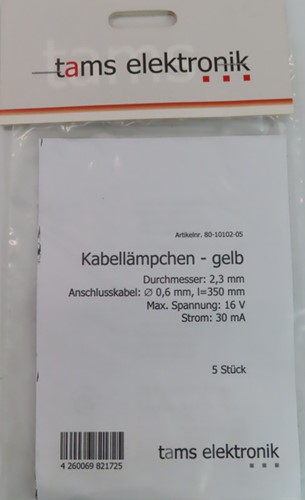 tams elektronik
Artikelnr. 80-10102-05
Kabellämpchen - gelb
Durchmesser: 2,3 mm
Anschlusskabel: ∅ 0,6 mm, l=350 mm
Max. Spannung: 16 V
Strom: 30 mA
5 Stück
4 260069 821725
tams elektronik